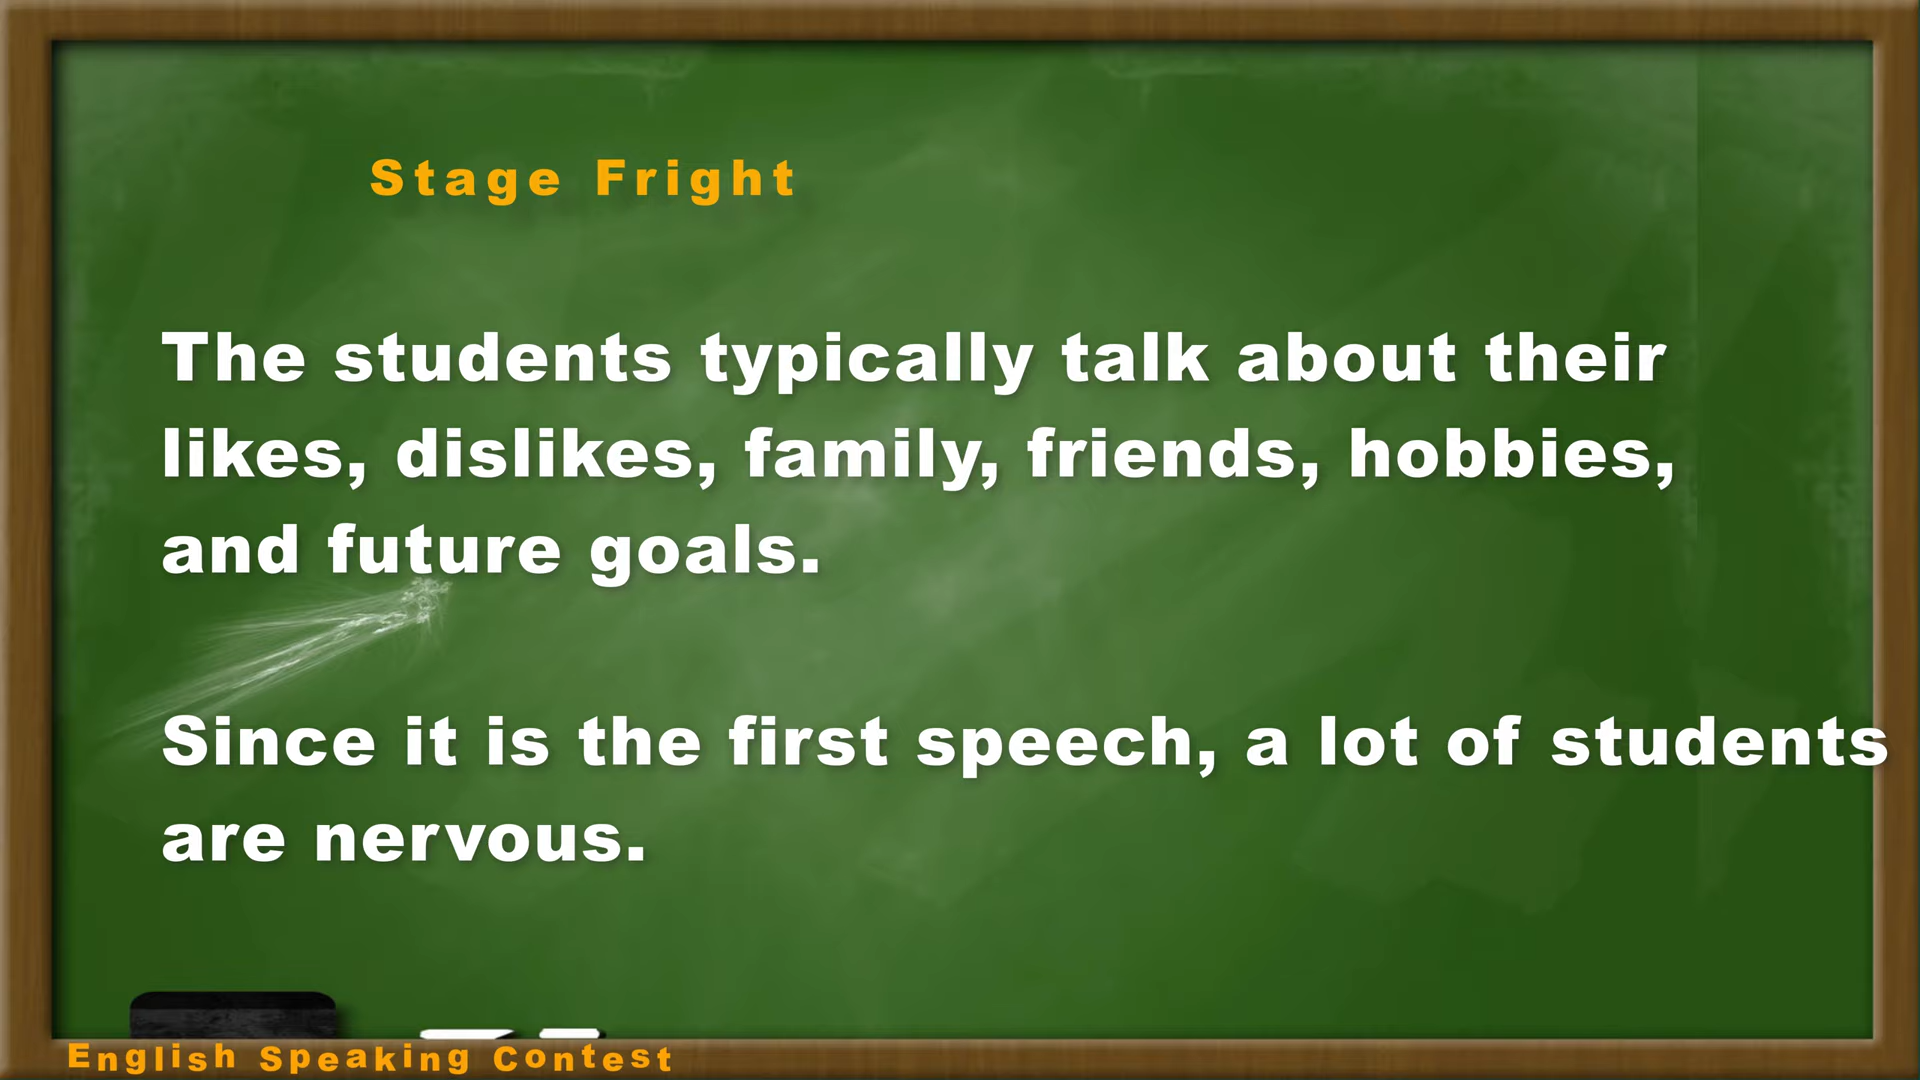 Stage Fright
The students typically talk about their
likes, dislikes, family, friends, hobbies,
and future goals.
Since it is the first speech, a lot of students
are nervous.
English Speaking Contest